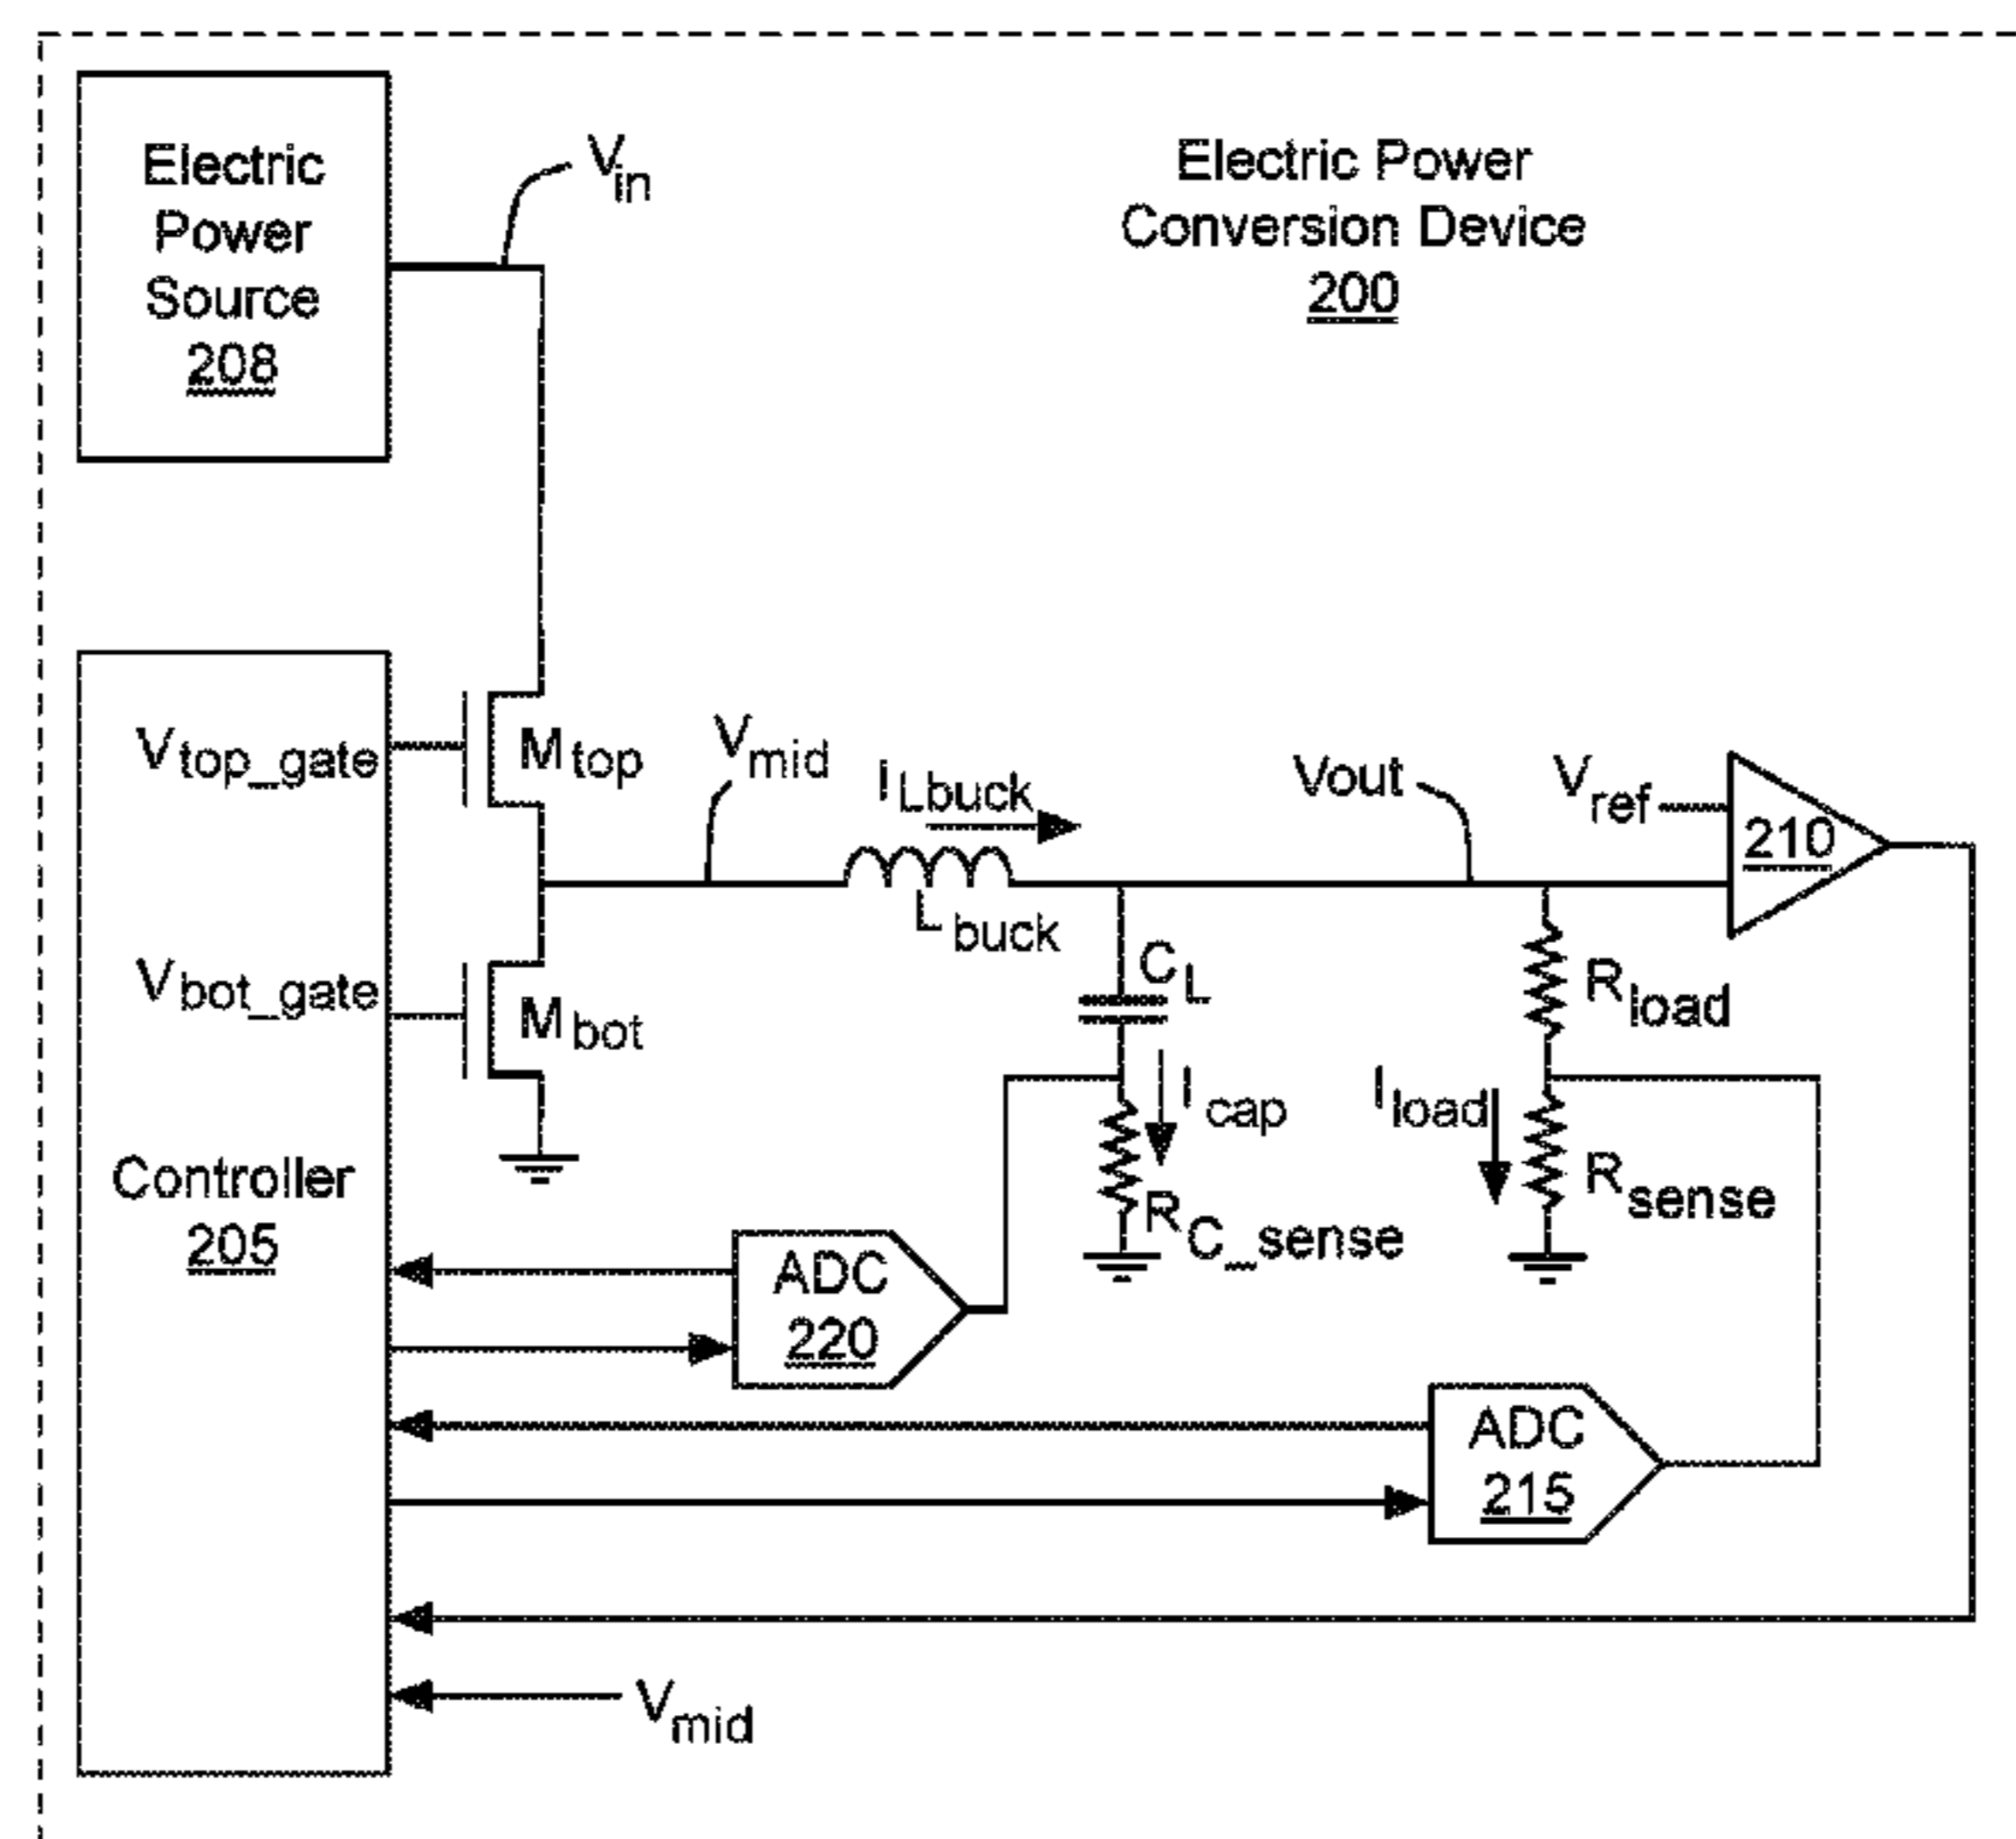 Electric
Power
Source
208
Vin
Electric Power
Conversion Device
200
Vtop_gate
Mtop
Vmid
ILbuck
Lbuck
Vout
Vref
210
Vbot_gate
Mbot
CL
Icap
RC_sense
Rload
Iload
Rsense
Controller
205
ADC
220
ADC
215
Vmid